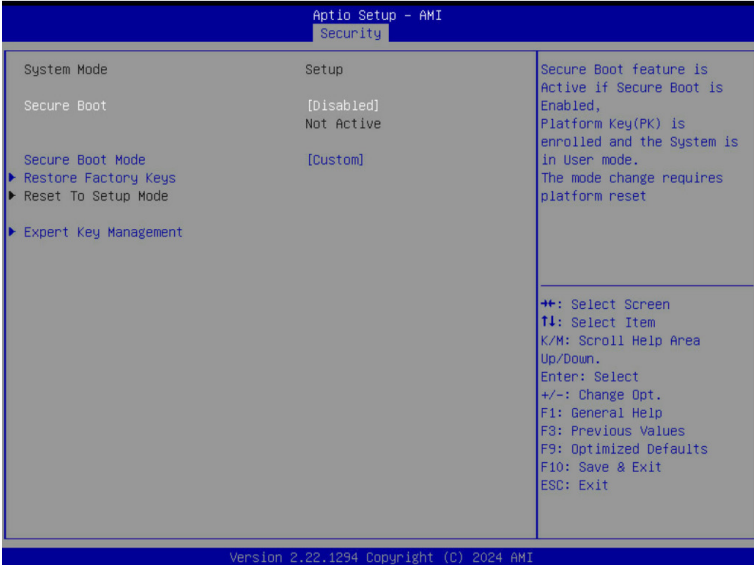 Aptio Setup - AMI
Security
System Mode Setup
Secure Boot [Disabled]
Not Active
Secure Boot Mode [Custom]
Restore Factory Keys
Reset To Setup Mode
Expert Key Management
Secure Boot feature is
Active if Secure Boot is
Enabled,
Platform Key(PK) is
enrolled and the System is
in User mode.
The mode change requires
platform reset
→←: Select Screen
↑↓: Select Item
K/M: Scroll Help Area
Up/Down.
Enter: Select
+/-: Change Opt.
F1: General Help
F3: Previous Values
F9: Optimized Defaults
F10: Save & Exit
ESC: Exit
Version 2.22.1294 Copyright (C) 2024 AMI